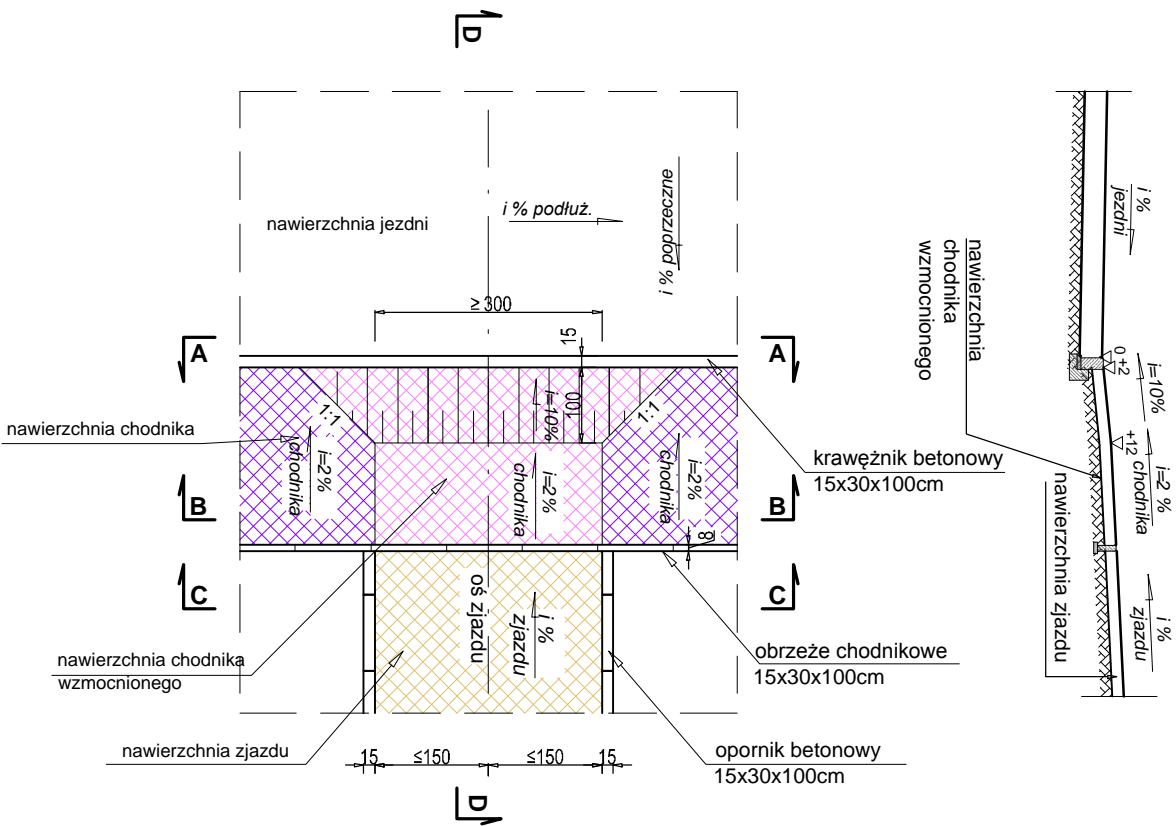 D
nawierzchnia jezdni
i % podłuż.
i % poprzeczne
≥ 300
15
A
A
100
i=10%
1:1
1:1
nawierzchnia chodnika
i=2%
chodnika
i=2%
chodnika
i=2%
chodnika
krawężnik betonowy
15x30x100cm
B
B
8
C
C
oś zjazdu
i %
zjazdu
nawierzchnia chodnika
wzmocnionego
obrzeże chodnikowe
15x30x100cm
nawierzchnia zjazdu
15
≤150
≤150
15
opornik betonowy
15x30x100cm
D
i %
jezdni
nawierzchnia
chodnika
wzmocnionego
0
+2
i=10%
+12
i=2 %
chodnika
nawierzchnia zjazdu
i %
zjazdu